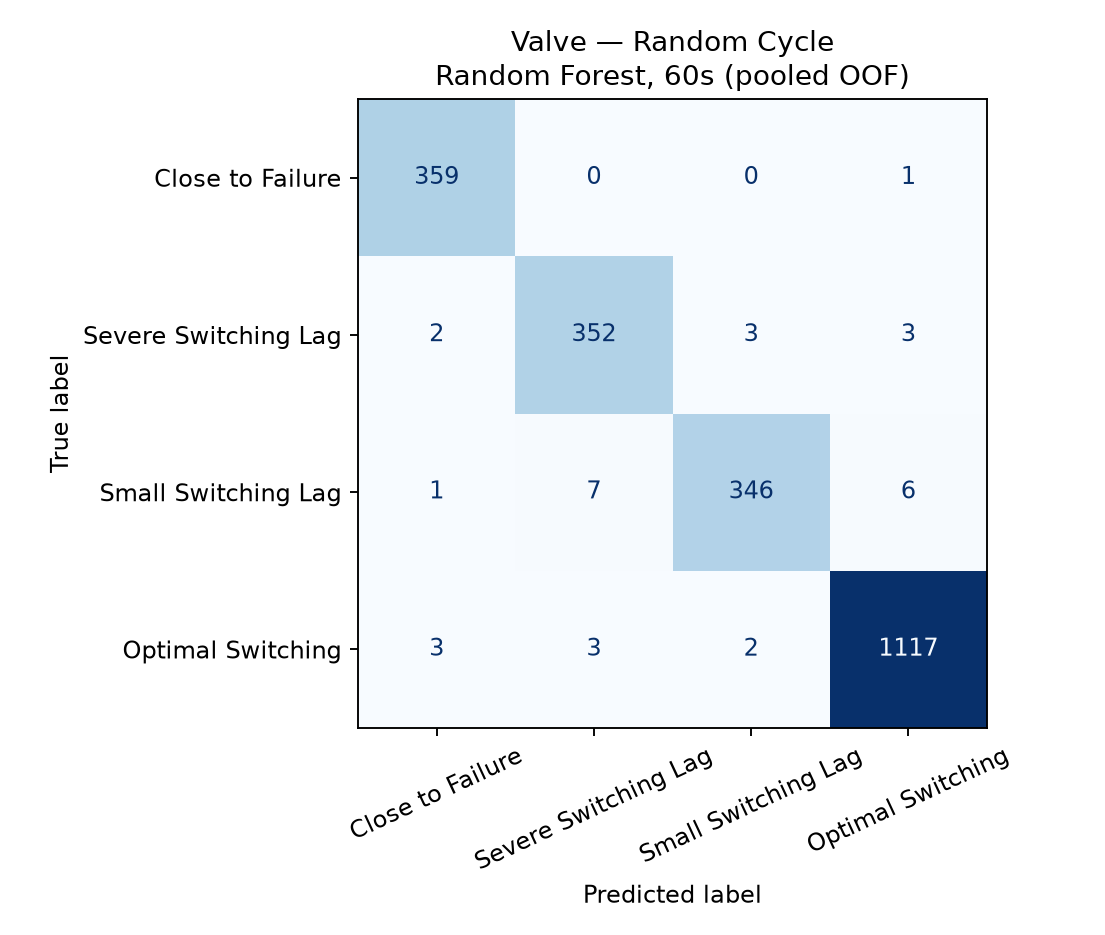 Valve — Random Cycle
Random Forest, 60s (pooled OOF)
True label
Close to Failure 359 0 0 1
Severe Switching Lag 2 352 3 3
Small Switching Lag 1 7 346 6
Optimal Switching 3 3 2 1117
Close to Failure Severe Switching Lag Small Switching Lag Optimal Switching
Predicted label